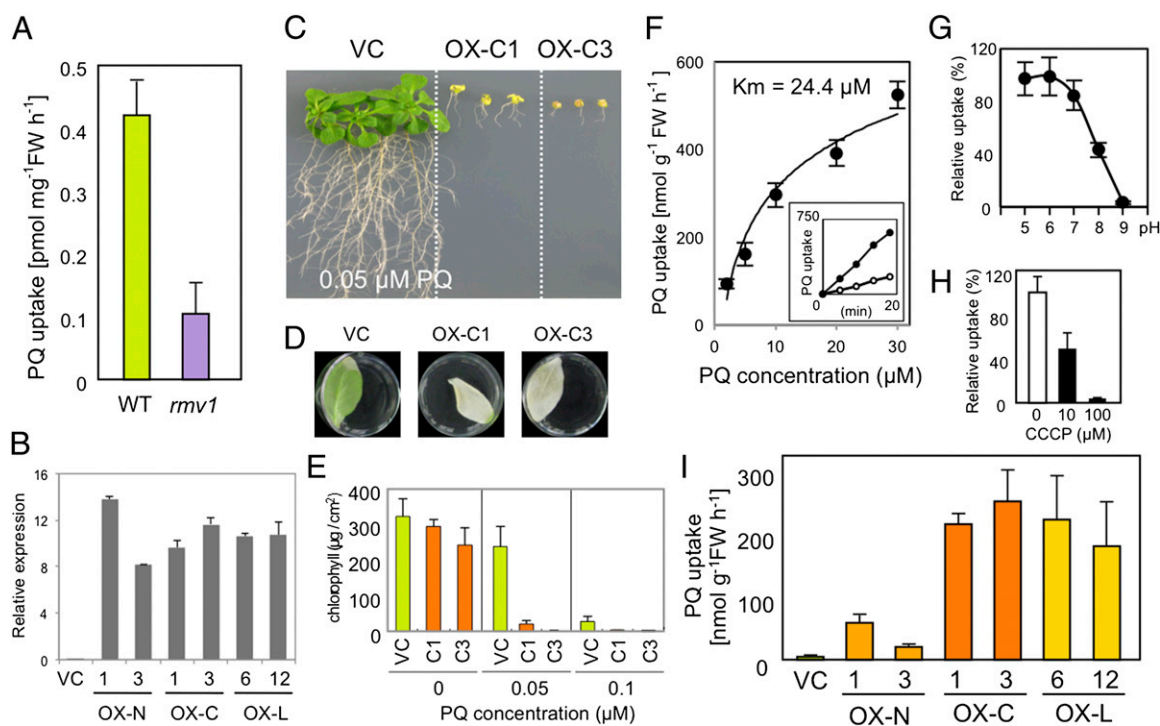 A
PQ uptake [pmol mg⁻¹FW h⁻¹]
0.5
0.4
0.3
0.2
0.1
0
WT rmv1
B
Relative expression
16
12
8
4
0
VC 1 3 1 3 6 12
OX-N OX-C OX-L
C
VC OX-C1 OX-C3
0.05 µM PQ
D
VC OX-C1 OX-C3
E
chlorophyll (µg/cm²)
400
300
200
100
0
VC C1 C3 VC C1 C3 VC C1 C3
0 0.05 0.1
PQ concentration (µM)
F
PQ uptake [nmol g⁻¹ FW h⁻¹]
600
400
200
0
Km = 24.4 µM
750
PQ uptake
0 (min) 20
0 10 20 30
PQ concentration (µM)
G
Relative uptake (%)
120
80
40
0
5 6 7 8 9 pH
H
Relative uptake (%)
120
80
40
0
0 10 100
CCCP (µM)
I
PQ uptake
[nmol g⁻¹FW h⁻¹]
300
200
100
0
VC 1 3 1 3 6 12
OX-N OX-C OX-L